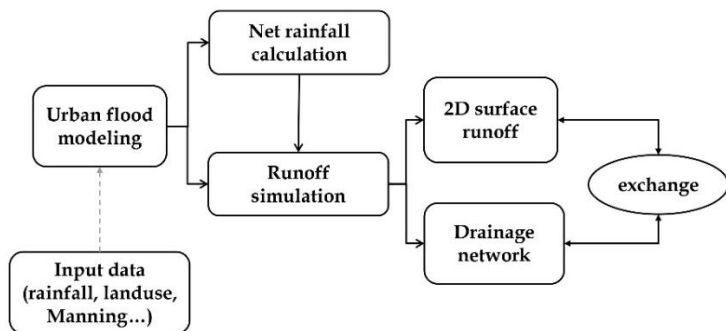 Net rainfall
calculation
Urban flood
modeling
2D surface
runoff
Runoff
simulation
exchange
Drainage
network
Input data
(rainfall, landuse,
Manning…)